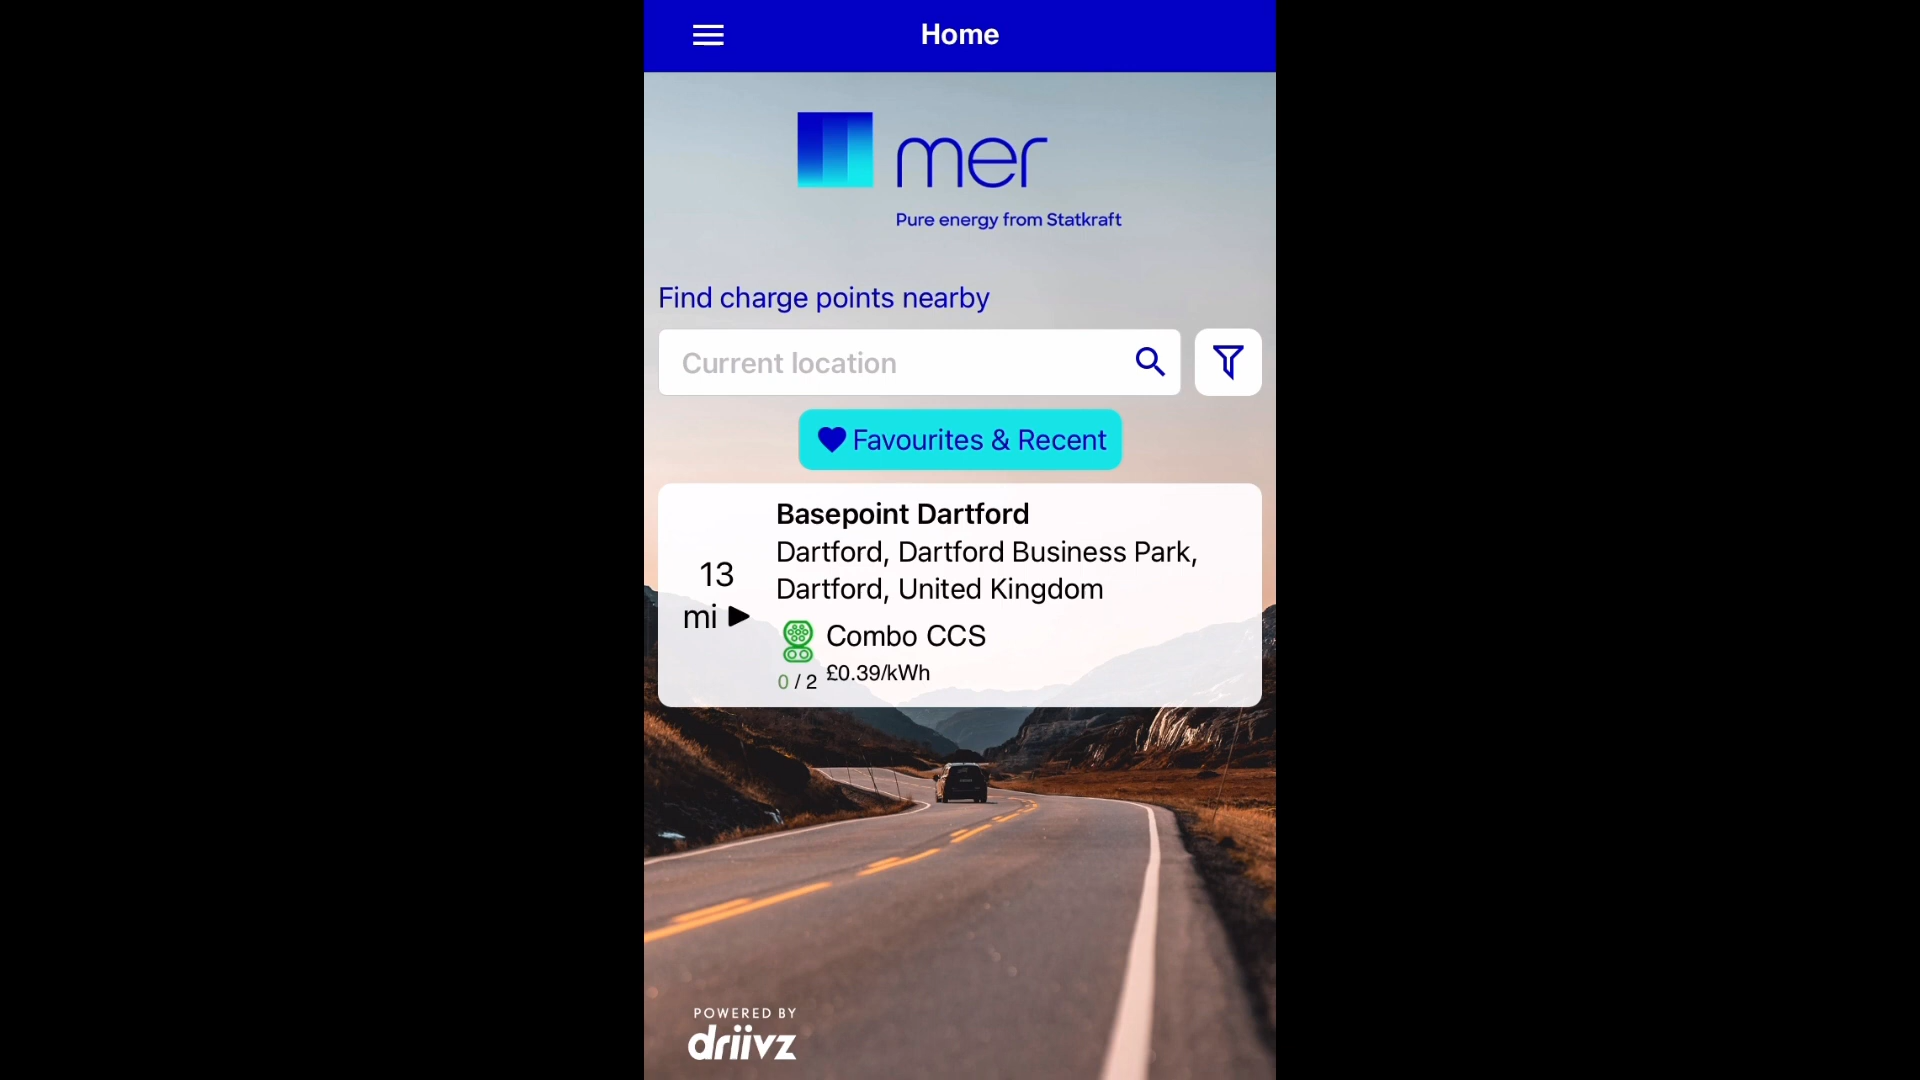 Home
mer
Pure energy from Statkraft
Find charge points nearby
Current location
Favourites & Recent
Basepoint Dartford
Dartford, Dartford Business Park,
Dartford, United Kingdom
13
mi
Combo CCS
£0.39/kWh
0 / 2
POWERED BY
driivz